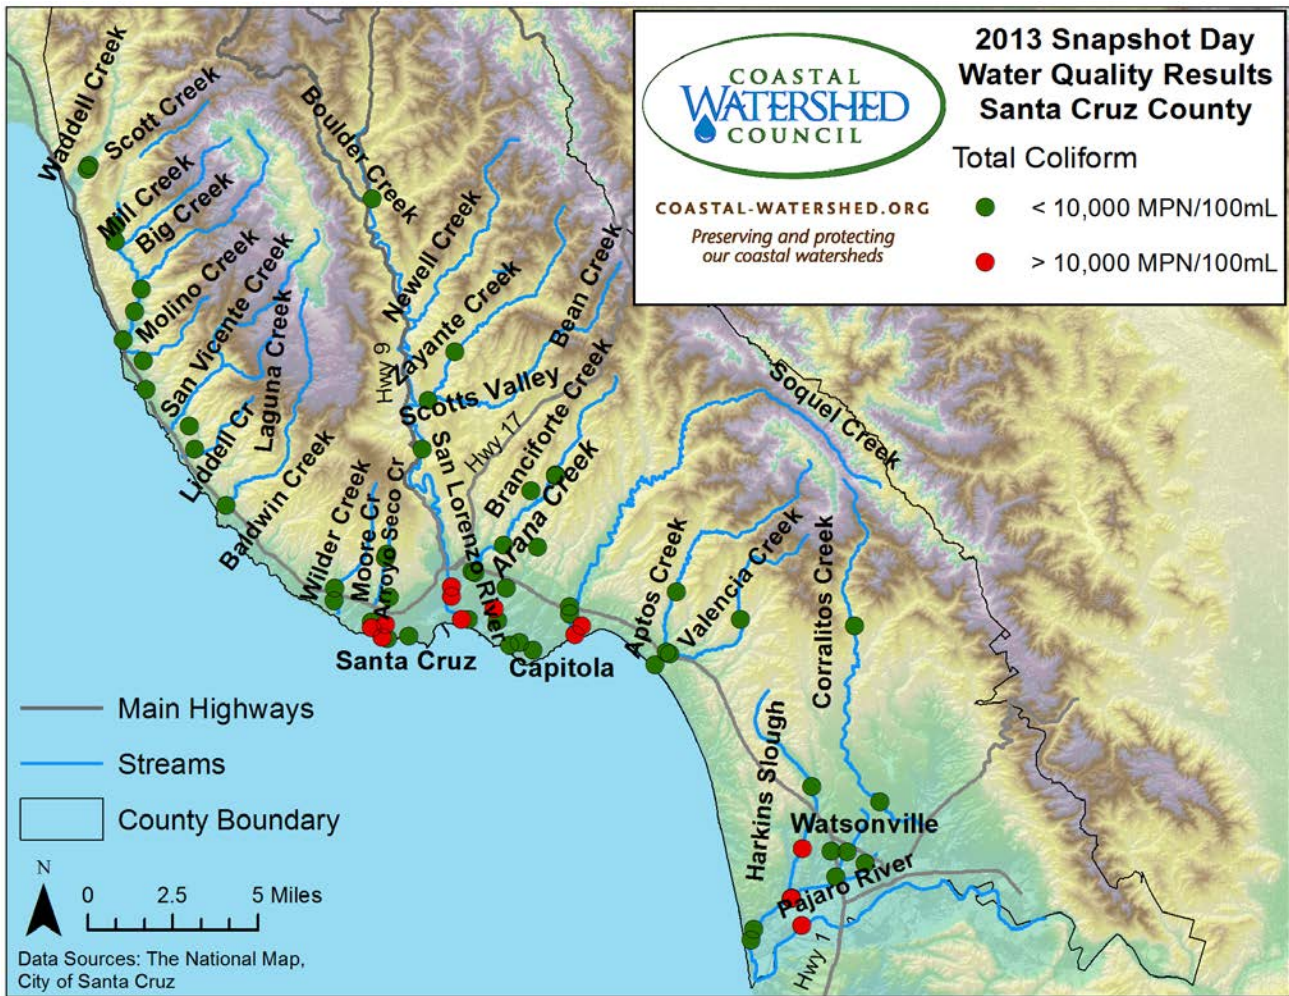 2013 Snapshot Day
Water Quality Results
Santa Cruz County
COASTAL
WATERSHED
COUNCIL
COASTAL-WATERSHED.ORG
Preserving and protecting
our coastal watersheds
Total Coliform
< 10,000 MPN/100mL
> 10,000 MPN/100mL
Waddell Creek
Scott Creek
Mill Creek
Big Creek
Molino Creek
San Vicente Creek
Liddell Cr
Laguna Creek
Baldwin Creek
Wilder Creek
Moore Cr
Arroyo Seco Cr
Boulder Creek
Newell Creek
Zayante Creek
Bean Creek
Hwy 9
Scotts Valley
Hwy 17
San Lorenzo River
Branciforte Creek
Arana Creek
Soquel Creek
Aptos Creek
Valencia Creek
Corralitos Creek
Santa Cruz
Capitola
Harkins Slough
Watsonville
Pajaro River
Hwy 1
Main Highways
Streams
County Boundary
N
0 2.5 5 Miles
Data Sources: The National Map,
City of Santa Cruz